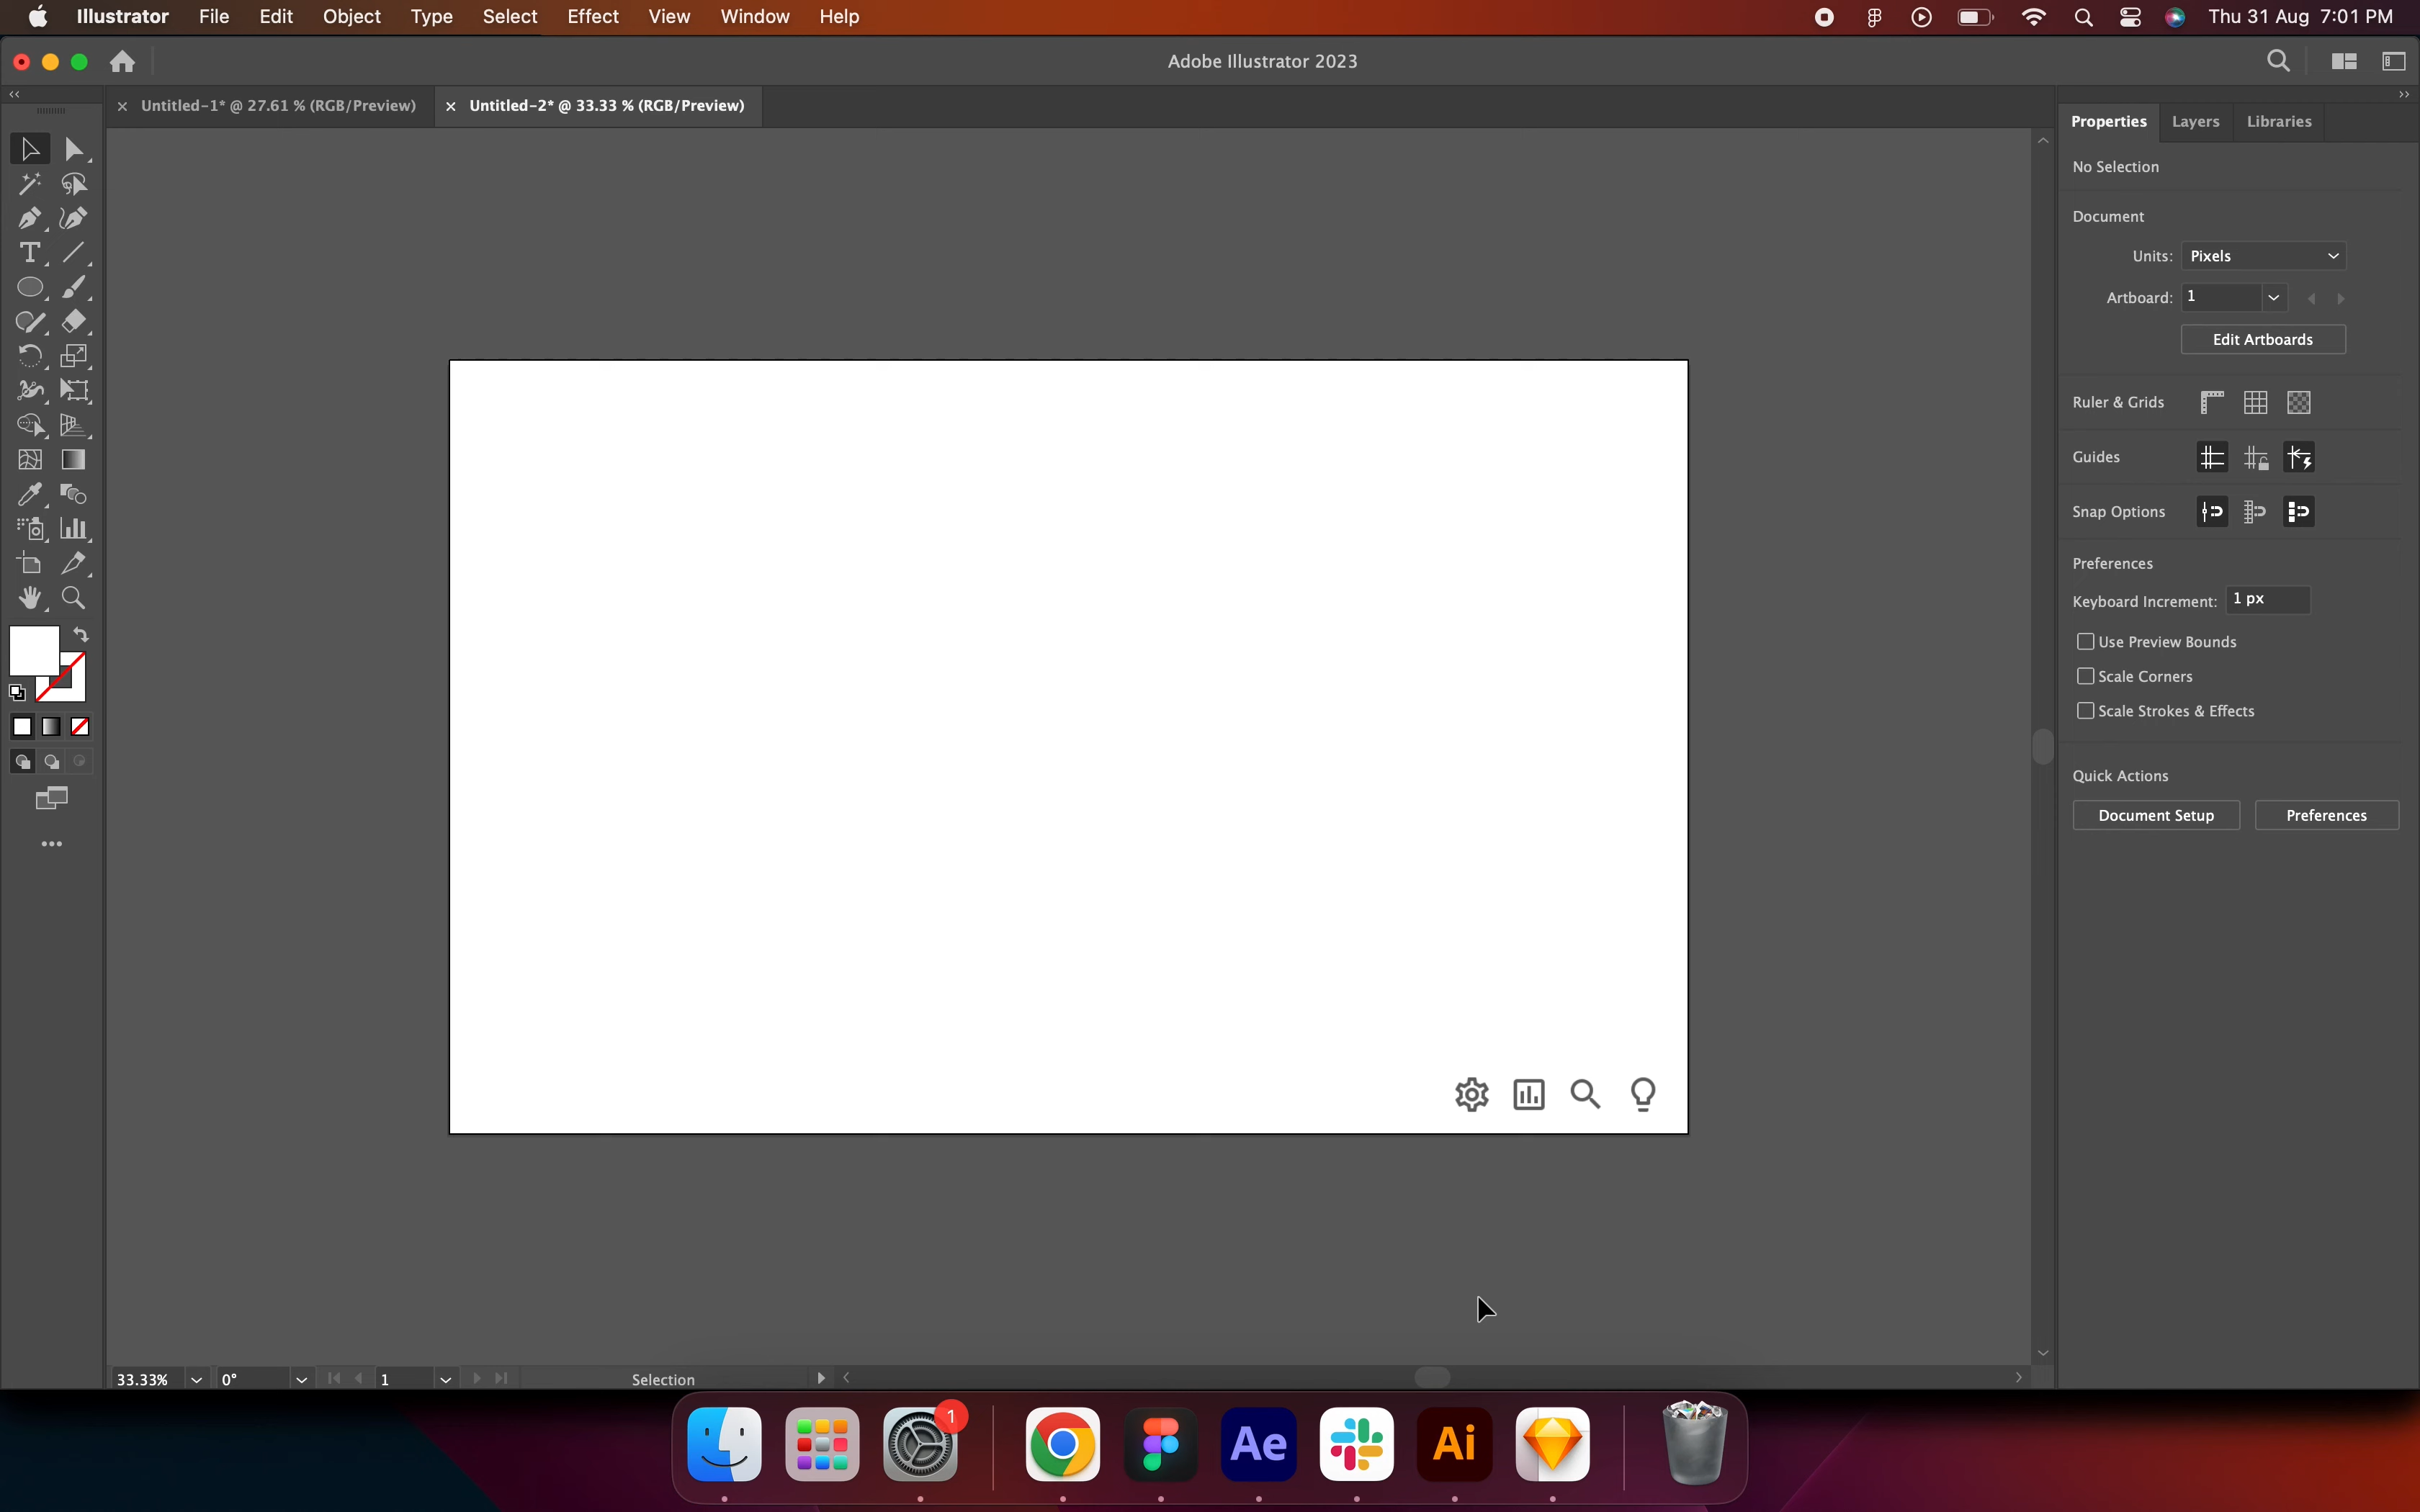 Illustrator File Edit Object Type Select Effect View Window Help Thu 31 Aug 7:01 PM
Adobe Illustrator 2023
Untitled-1* @ 27.61 % (RGB/Preview) Untitled-2* @ 33.33 % (RGB/Preview)
Properties Layers Libraries
No Selection
Document
Units: Pixels
Artboard: 1
Edit Artboards
Ruler & Grids
Guides
Snap Options
Preferences
Keyboard Increment: 1 px
Use Preview Bounds
Scale Corners
Scale Strokes & Effects
Quick Actions
Document Setup Preferences
33.33% 0° 1 Selection
1
Ae Ai